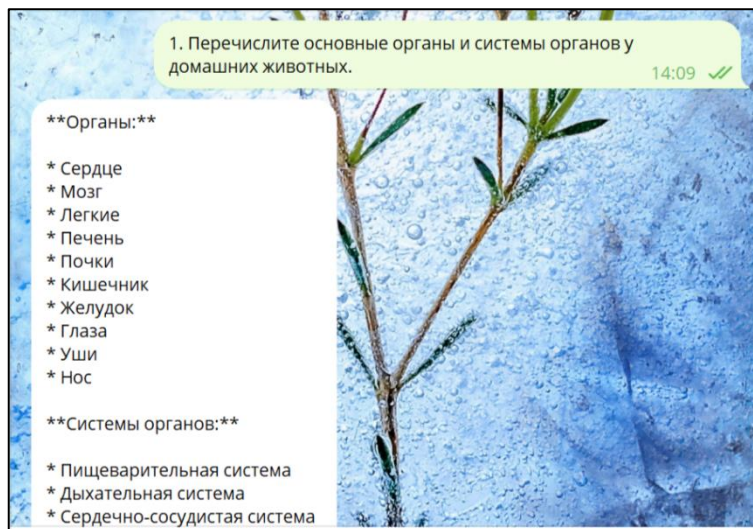 1. Перечислите основные органы и системы органов у
домашних животных.
14:09
**Органы:**
* Сердце
* Мозг
* Легкие
* Печень
* Почки
* Кишечник
* Желудок
* Глаза
* Уши
* Нос
**Системы органов:**
* Пищеварительная система
* Дыхательная система
* Сердечно-сосудистая система